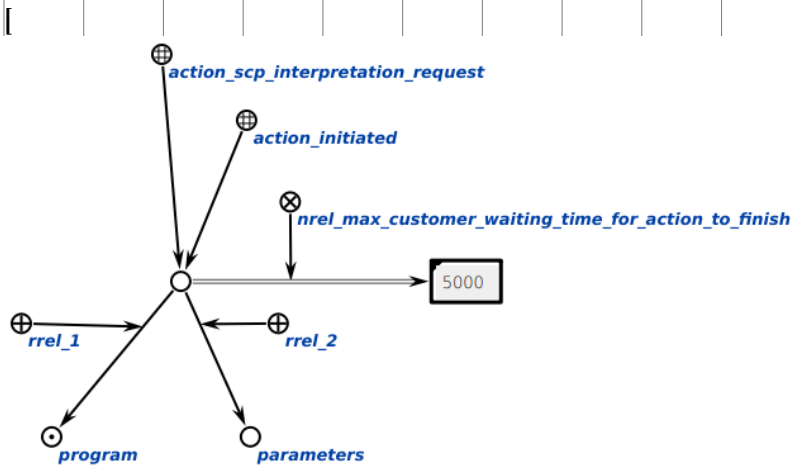 [
action_scp_interpretation_request
action_initiated
nrel_max_customer_waiting_time_for_action_to_finish
5000
rrel_1
rrel_2
program
parameters